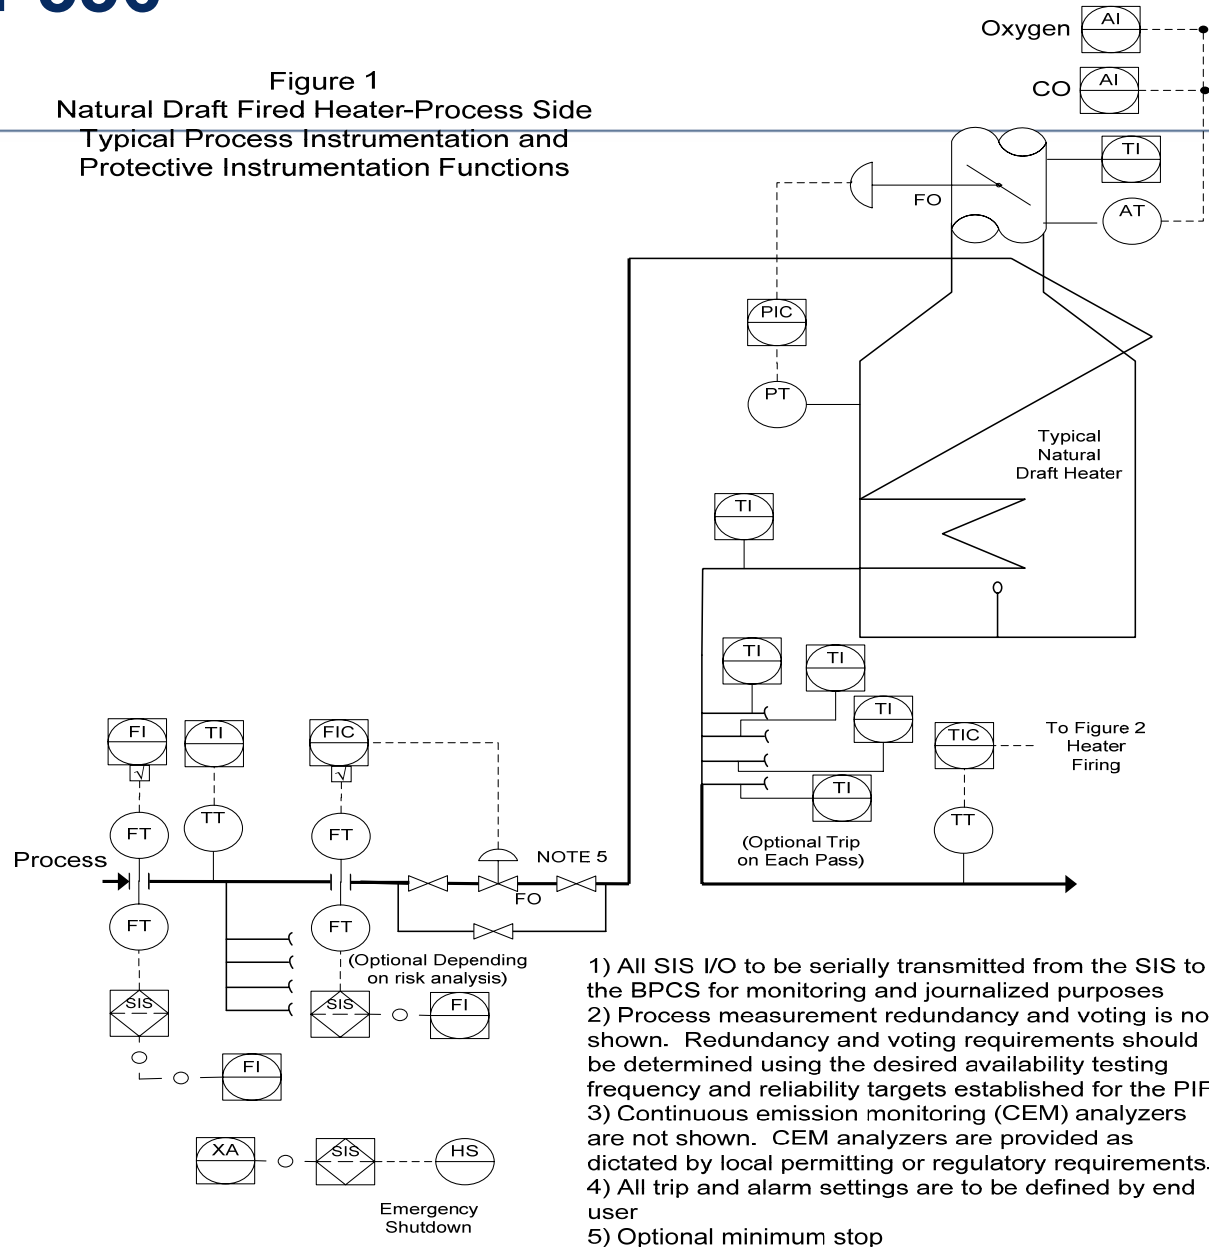 Figure 1
Natural Draft Fired Heater-Process Side
Typical Process Instrumentation and
Protective Instrumentation Functions
Oxygen
AI
CO
AI
TI
FO
AT
PIC
PT
Typical
Natural
Draft Heater
TI
TI
TI
TI
TI
(Optional Trip
on Each Pass)
TIC
To Figure 2
Heater
Firing
TT
FI
TI
FIC
√
√
FT
TT
FT
Process
NOTE 5
FO
FT
FT
(Optional Depending
on risk analysis)
SIS
SIS
FI
FI
XA
SIS
HS
Emergency
Shutdown
1) All SIS I/O to be serially transmitted from the SIS to
the BPCS for monitoring and journalized purposes
2) Process measurement redundancy and voting is no
shown. Redundancy and voting requirements should
be determined using the desired availability testing
frequency and reliability targets established for the
3) Continuous emission monitoring (CEM) analyzers
are not shown. CEM analyzers are provided as
dictated by local permitting or regulatory requirements.
4) All trip and alarm settings are to be defined by end
user
5) Optional minimum stop